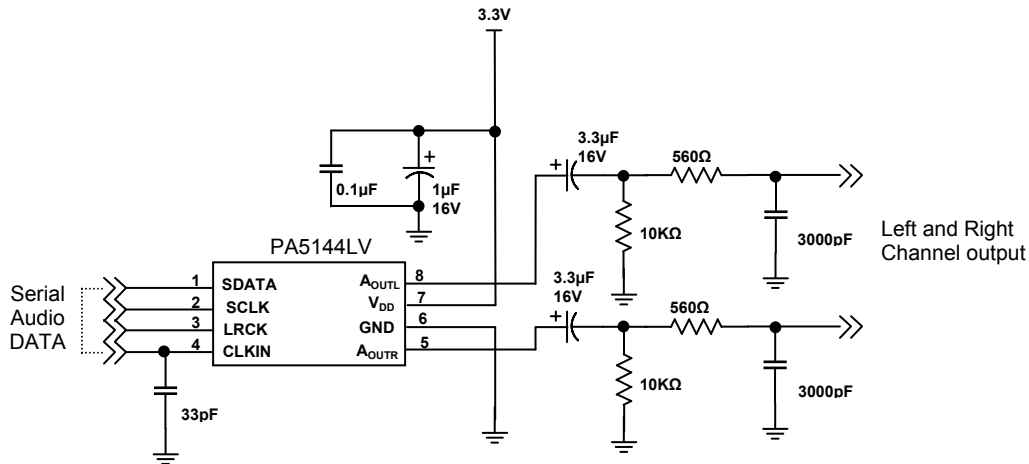 3.3V
0.1µF
+
1µF
16V
3.3µF
16V
+
560Ω
10KΩ
3000pF
Left and Right
Channel output
PA5144LV
Serial
Audio
DATA
1 SDATA
2 SCLK
3 LRCK
4 CLKIN
AOUTL 8
VDD 7
GND 6
AOUTR 5
33pF
3.3µF
16V
+
560Ω
10KΩ
3000pF